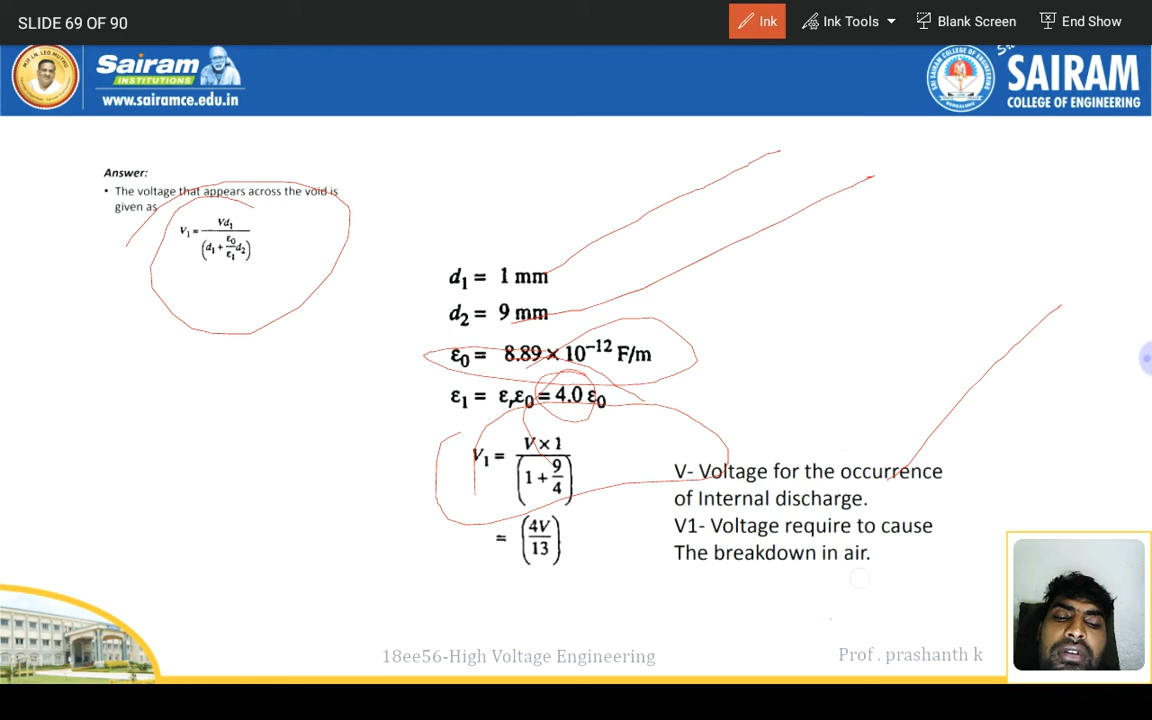 SLIDE 69 OF 90
Ink
Ink Tools
Blank Screen
End Show
Sairam
INSTITUTIONS
www.sairamce.edu.in
SAIRAM
COLLEGE OF ENGINEERING
Answer:
• The voltage that appears across the void is
given as
V₁ = Vd₁ / (d₁ + ε₀/ε₁ d₂)
d₁ = 1 mm
d₂ = 9 mm
ε₀ = 8.89 × 10⁻¹² F/m
ε₁ = εᵣε₀ = 4.0 ε₀
V₁ = V × 1 / (1 + 9/4)
= (4V/13)
V- Voltage for the occurrence
of Internal discharge.
V1- Voltage require to cause
The breakdown in air.
18ee56-High Voltage Engineering
Prof . prashanth k